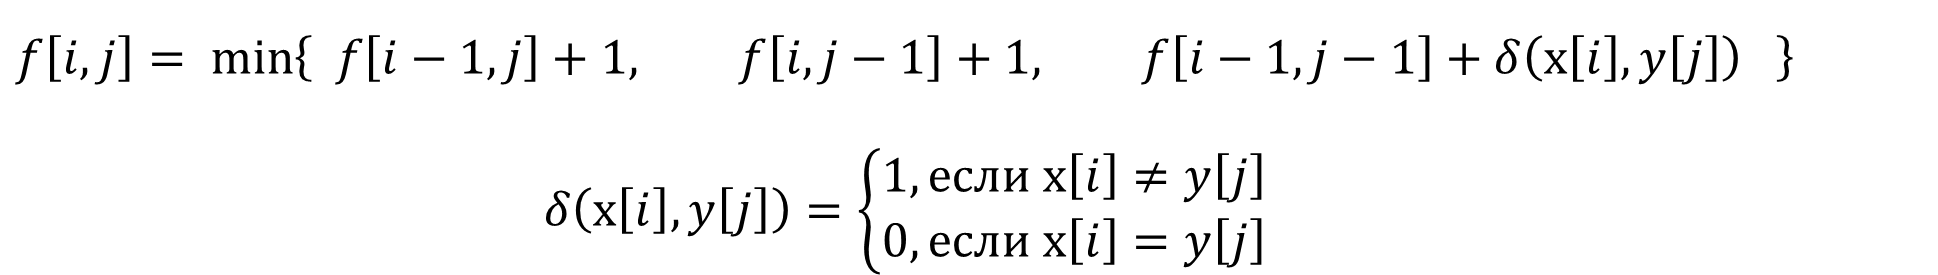 f[i, j] = min{ f[i − 1, j] + 1, f[i, j − 1] + 1, f[i − 1, j − 1] + δ(x[i], y[j]) }
δ(x[i], y[j]) = {
1, если x[i] ≠ y[j]
0, если x[i] = y[j]